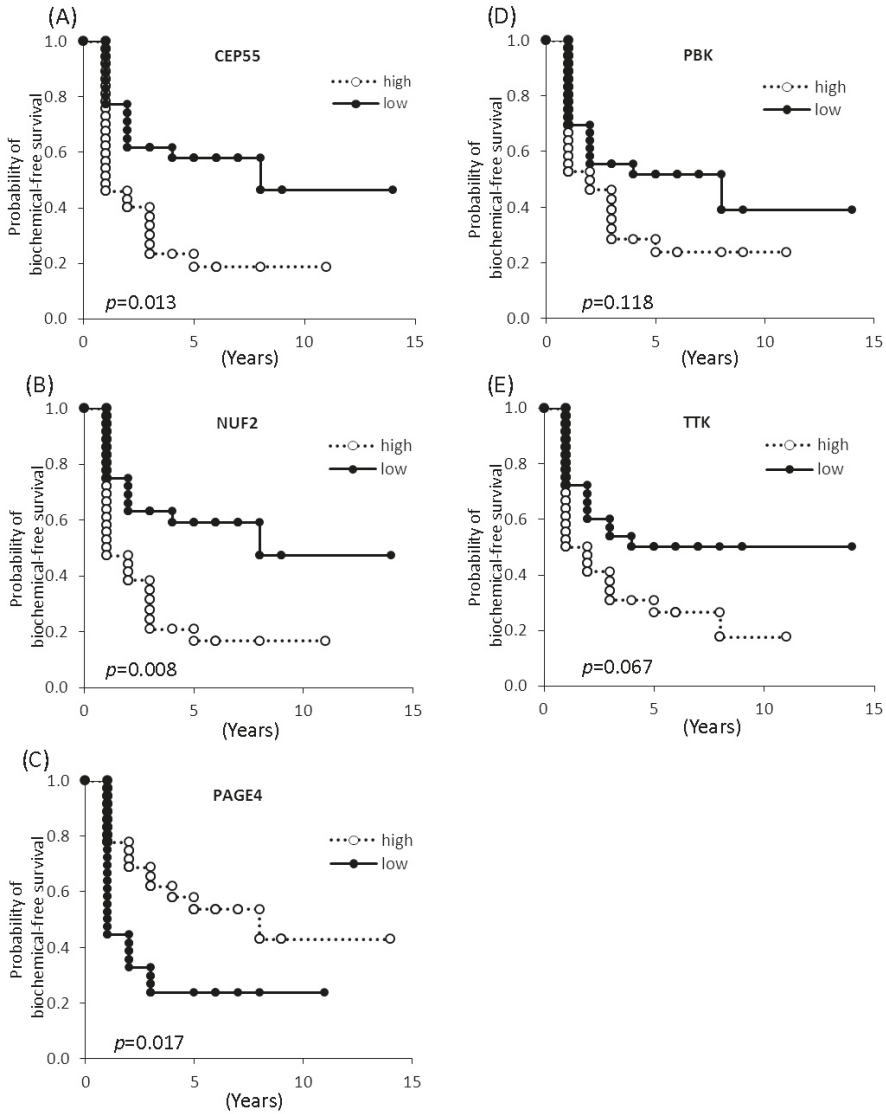 (A)
CEP55
high
low
Probability of
biochemical-free survival
1.0
0.8
0.6
0.4
0.2
0.0
p=0.013
0
5
10
15
(Years)
(B)
NUF2
high
low
Probability of
biochemical-free survival
1.0
0.8
0.6
0.4
0.2
0.0
p=0.008
0
5
10
15
(Years)
(C)
PAGE4
high
low
Probability of
biochemical-free survival
1.0
0.8
0.6
0.4
0.2
0.0
p=0.017
0
5
10
15
(Years)
(D)
PBK
high
low
Probability of
biochemical-free survival
1.0
0.8
0.6
0.4
0.2
0.0
p=0.118
0
5
10
15
(Years)
(E)
TTK
high
low
Probability of
biochemical-free survival
1.0
0.8
0.6
0.4
0.2
0.0
p=0.067
0
5
10
15
(Years)